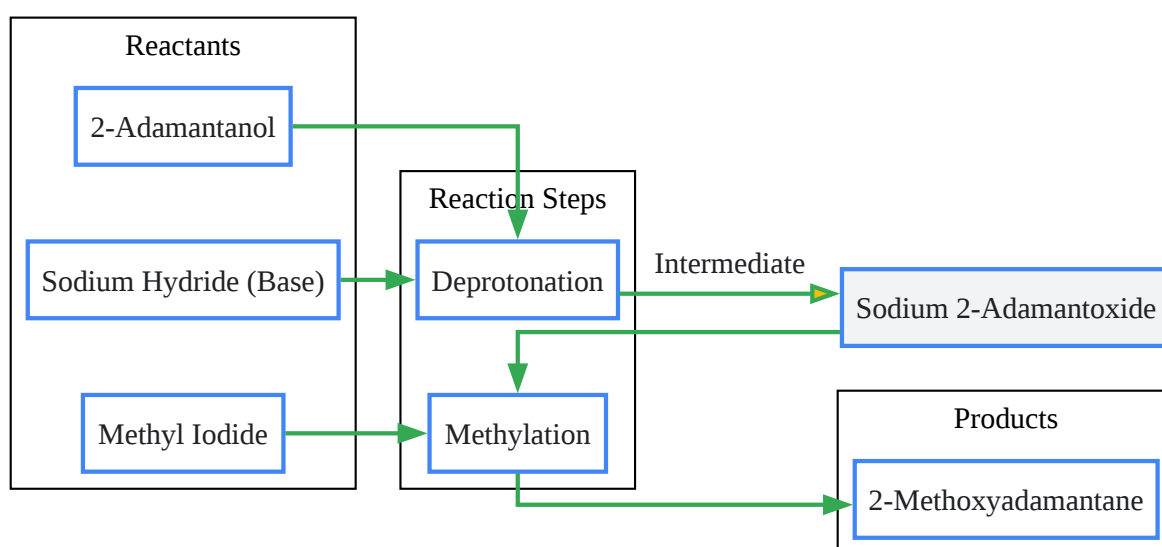 Reactants
2-Adamantanol
Reaction Steps
Sodium Hydride (Base)
Deprotonation
Intermediate
Sodium 2-Adamantoxide
Methyl Iodide
Methylation
Products
2-Methoxyadamantane